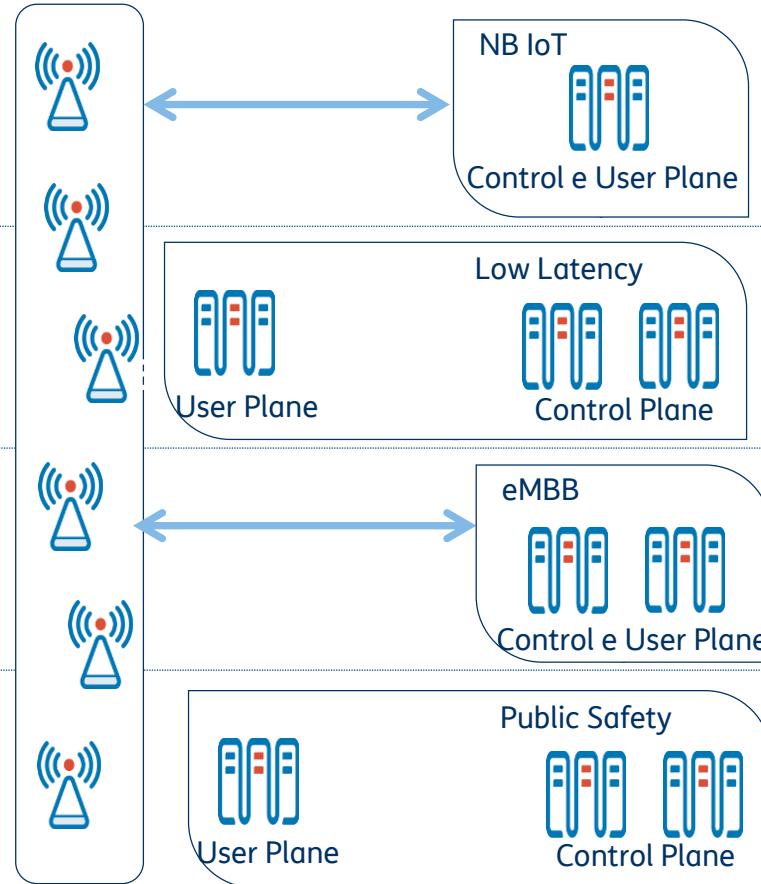 NB IoT
Control e User Plane
Low Latency
User Plane
Control Plane
eMBB
Control e User Plane
Public Safety
User Plane
Control Plane